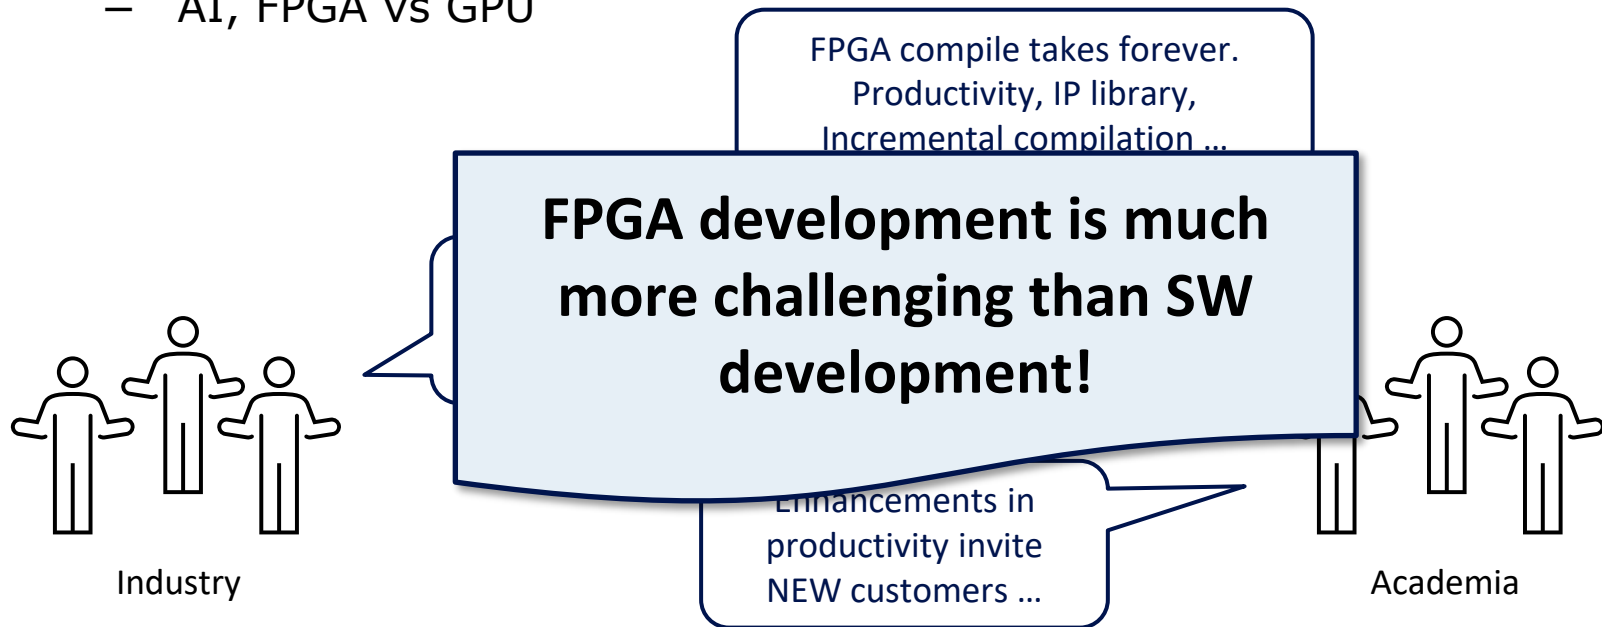 – AI, FPGA vs GPU
FPGA compile takes forever.
Productivity, IP library,
Incremental compilation ...
FPGA development is much
more challenging than SW
development!
Enhancements in
productivity invite
NEW customers ...
Industry
Academia